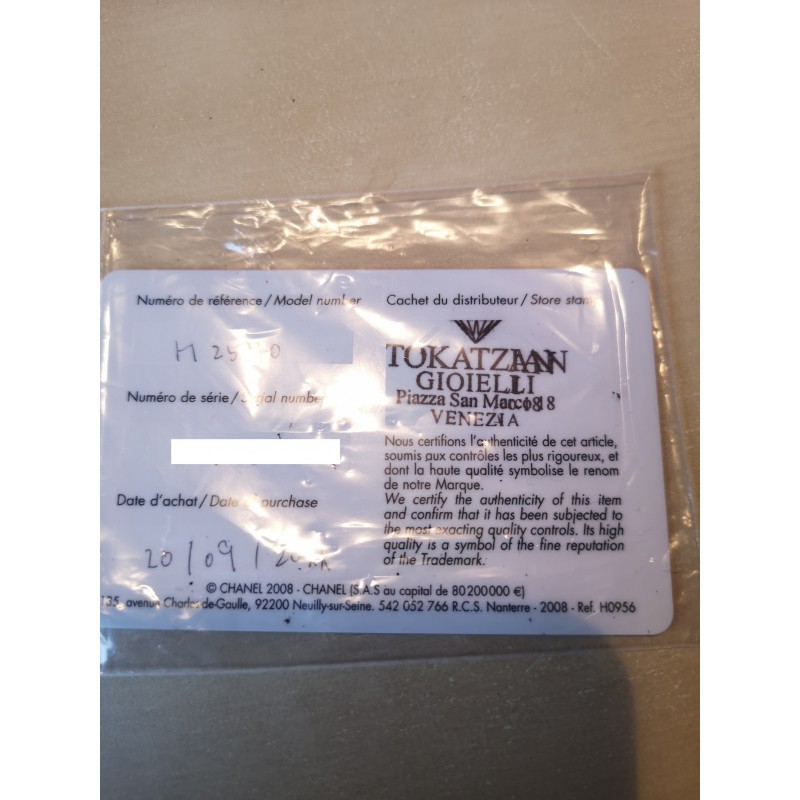 Numéro de référence / Model number
Cachet du distributeur / Store stam
TOKATZIAN
GIOIELLI
Piazza San Marco
VENEZIA
Numéro de série / Serial number
Nous certifions l'authenticité de cet article,
soumis aux contrôles les plus rigoureux, et
dont la haute qualité symbolise le renom
de notre Marque.
We certify the authenticity of this item
and confirm that it has been subjected to
the most exacting quality controls. Its high
quality is a symbol of the fine reputation
of the Trademark.
Date d'achat / Date of purchase
20/09/
© CHANEL 2008 - CHANEL (S.A.S au capital de 80200000 €)
135, avenue Charles-de-Gaulle, 92200 Neuilly-sur-Seine. 542 052 766 R.C.S. Nanterre - 2008 - Ref. H0956